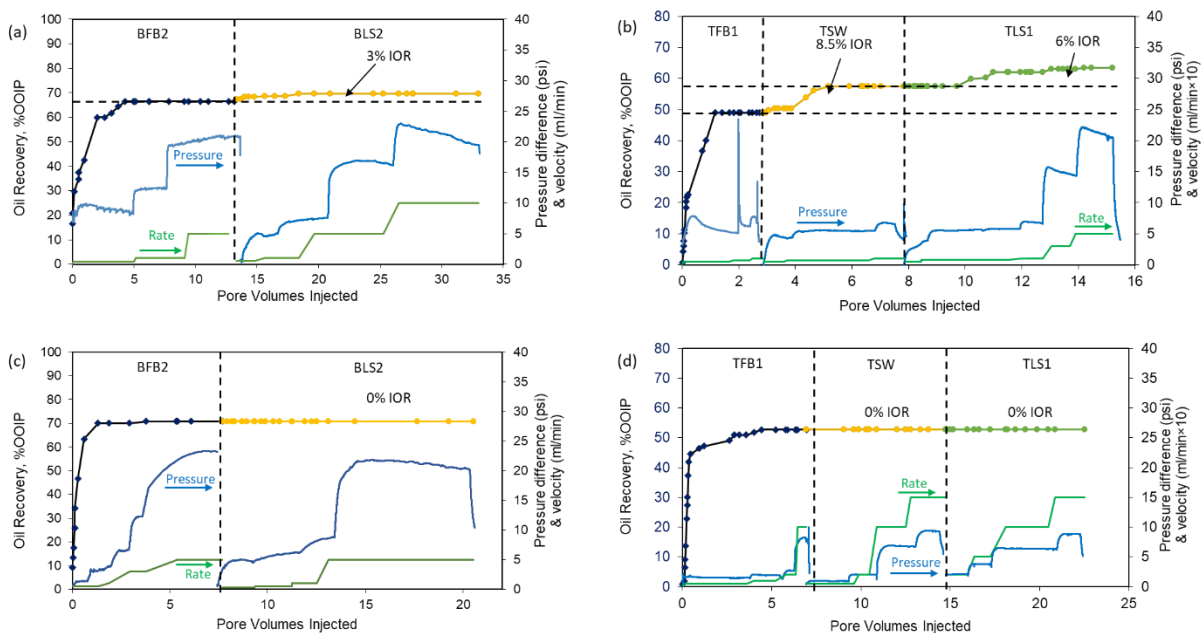 (a)
BFB2
BLS2
3% IOR
Pressure
Rate
Oil Recovery, %OOIP
100
90
80
70
60
50
40
30
20
10
0
40
35
30
25
20
15
10
5
0
Pressure difference (psi)
& velocity (ml/min)
0 5 10 15 20 25 30 35
Pore Volumes Injected
(b)
TFB1
TSW
TLS1
8.5% IOR
6% IOR
Pressure
Rate
Oil Recovery, %OOIP
80
70
60
50
40
30
20
10
0
40
35
30
25
20
15
10
5
0
Pressure difference (psi)
& velocity (ml/min×10)
0 2 4 6 8 10 12 14 16
Pore Volumes Injected
(c)
BFB2
BLS2
0% IOR
Pressure
Rate
Oil Recovery, %OOIP
100
90
80
70
60
50
40
30
20
10
0
40
35
30
25
20
15
10
5
0
Pressure difference (psi)
& velocity (ml/min)
0 5 10 15 20
Pore Volumes Injected
(d)
TFB1
TSW
TLS1
0% IOR
0% IOR
Rate
Pressure
Oil Recovery, %OOIP
80
70
60
50
40
30
20
10
0
40
35
30
25
20
15
10
5
0
Pressure difference (psi)
& velocity (ml/min×10)
0 5 10 15 20 25
Pore Volumes Injected